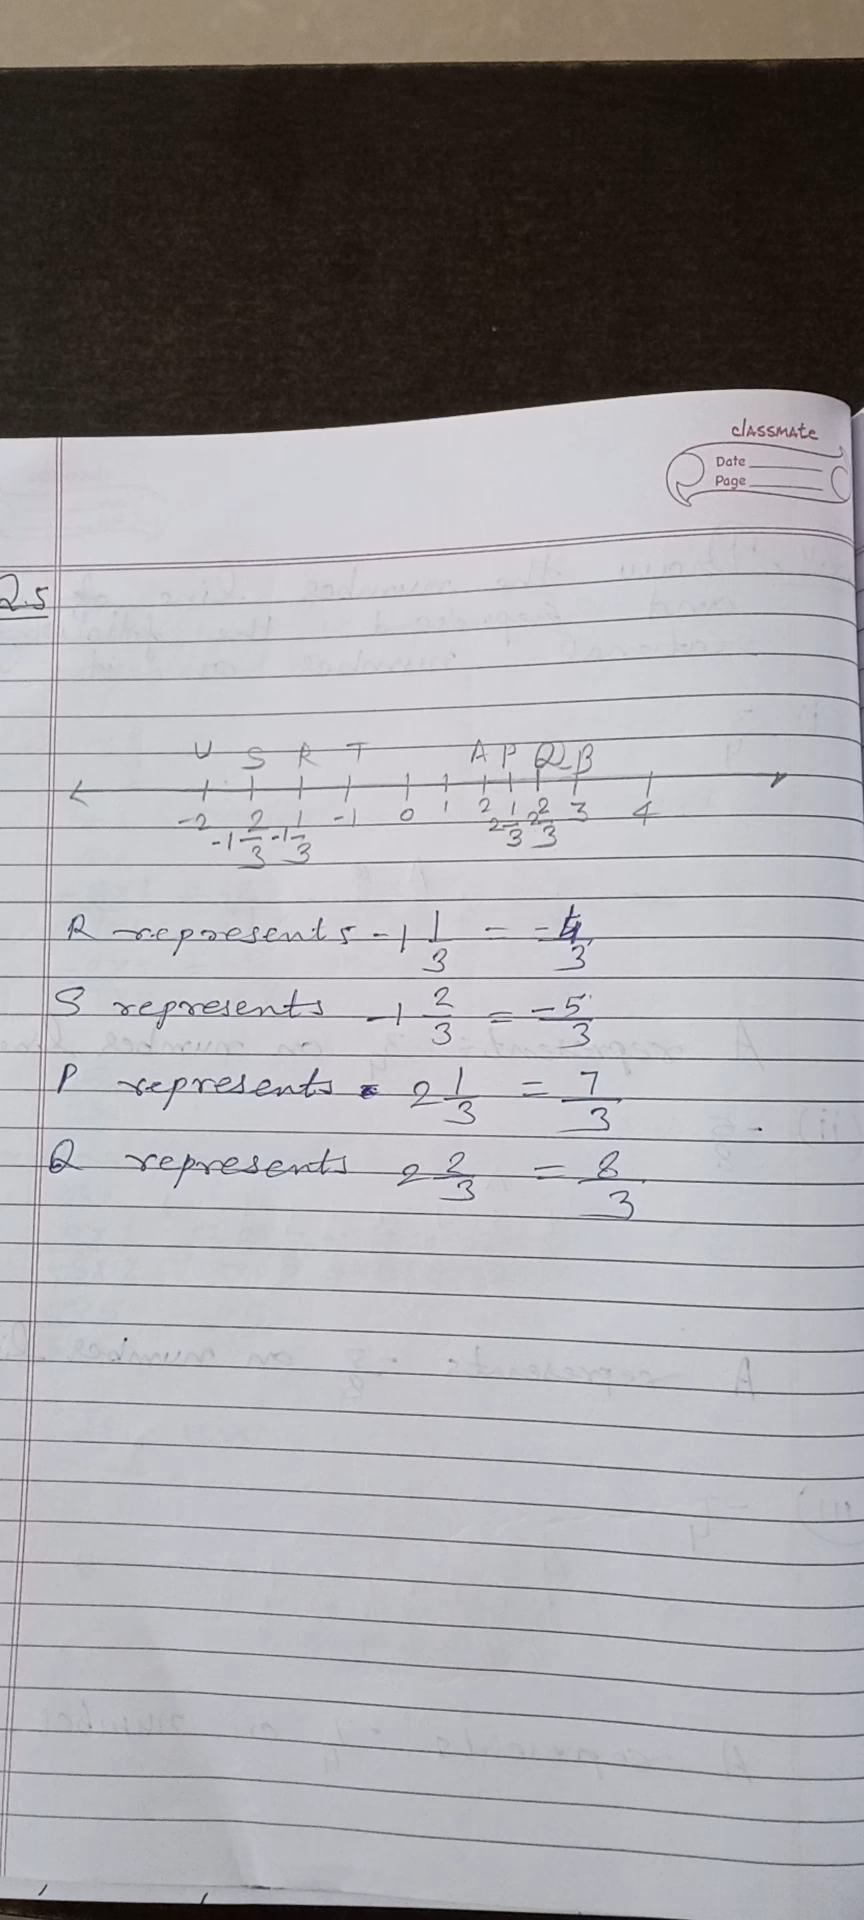 classmate
Date
Page
Q.5
U S R T A P Q B
-2 -1 2/3 -1 1/3 -1 0 1 2 2 1/3 2 2/3 3 4
R represents -1 1/3 = -4/3
S represents -1 2/3 = -5/3
P represents 2 1/3 = 7/3
Q represents 2 2/3 = 8/3